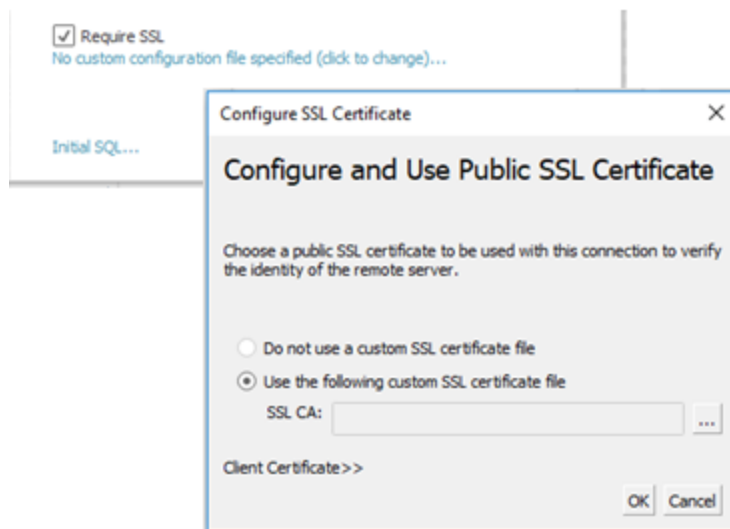 Require SSL
No custom configuration file specified (click to change)...
Initial SQL...
Configure SSL Certificate
Configure and Use Public SSL Certificate
Choose a public SSL certificate to be used with this connection to verify
the identity of the remote server.
Do not use a custom SSL certificate file
Use the following custom SSL certificate file
SSL CA:
...
Client Certificate>>
OK Cancel